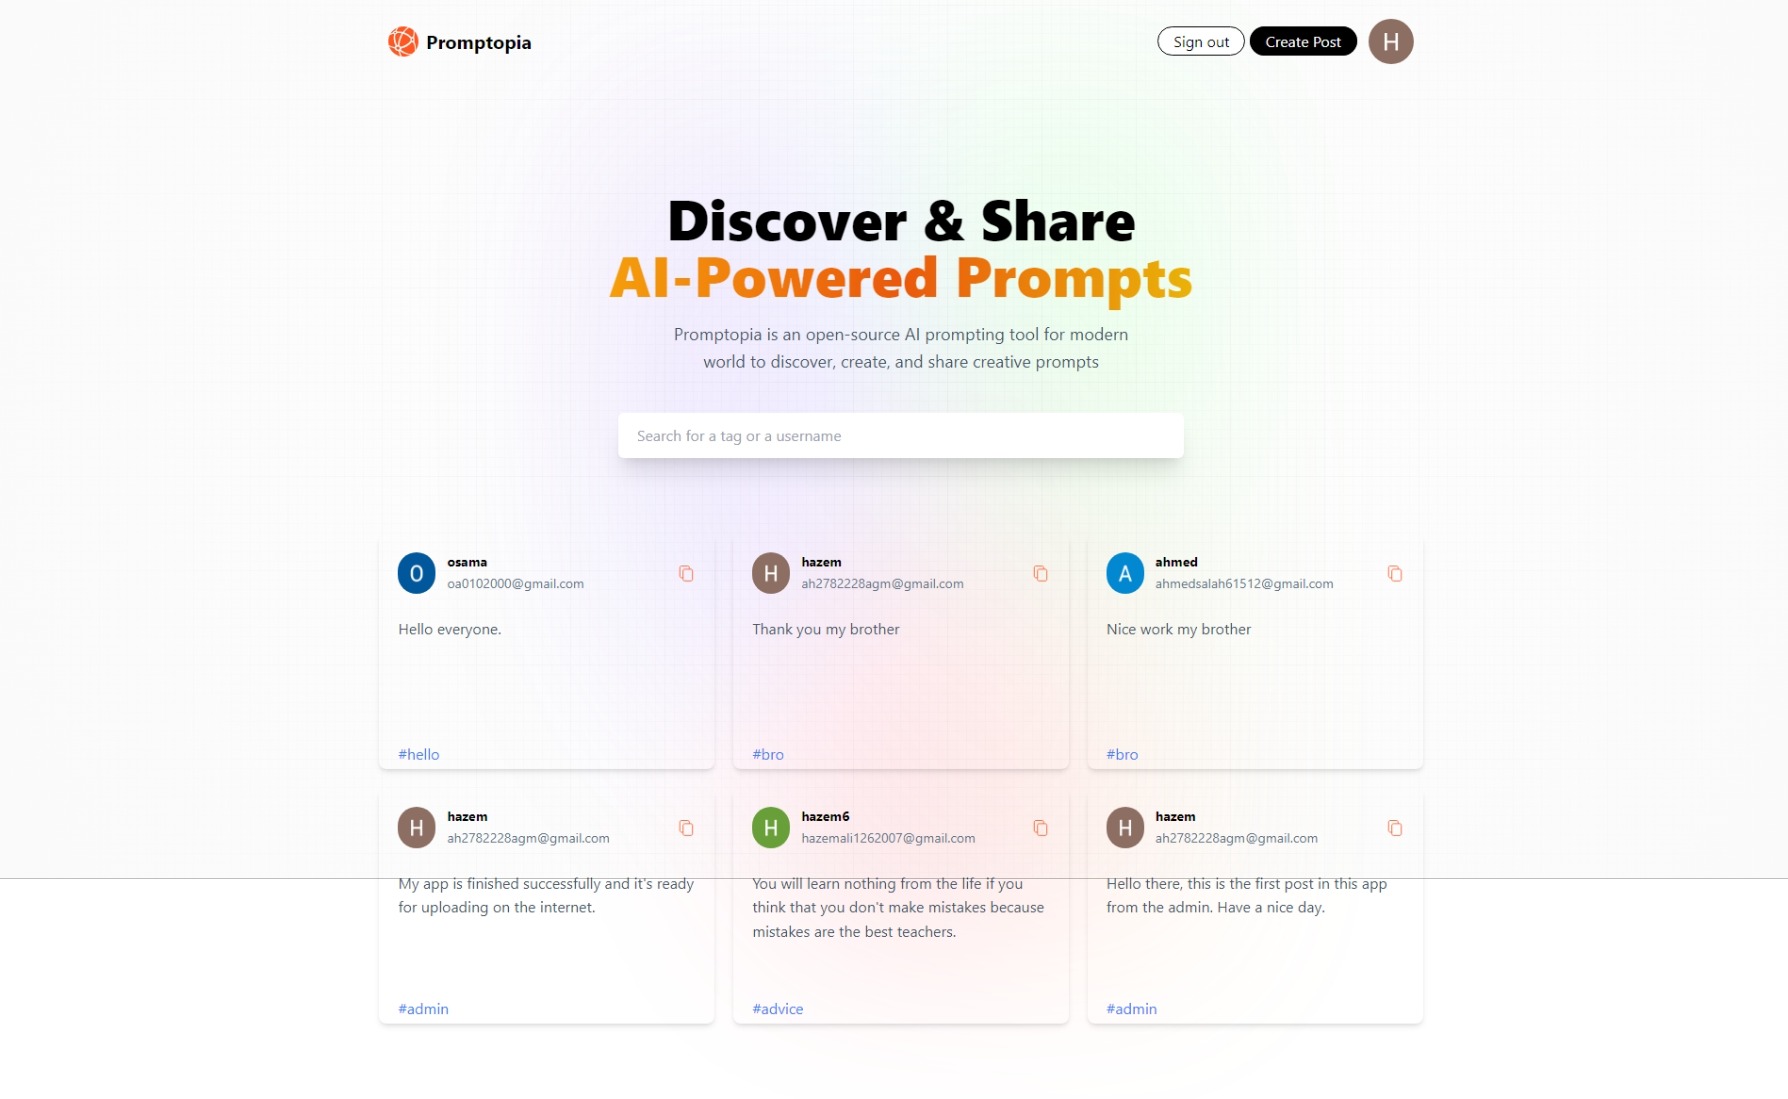 Promptopia
Sign out
Create Post
H
Discover & Share
AI-Powered Prompts
Promptopia is an open-source AI prompting tool for modern
world to discover, create, and share creative prompts
Search for a tag or a username
O
osama
oa0102000@gmail.com
Hello everyone.
#hello
H
hazem
ah2782228agm@gmail.com
Thank you my brother
#bro
A
ahmed
ahmedsalah61512@gmail.com
Nice work my brother
#bro
H
hazem
ah2782228agm@gmail.com
My app is finished successfully and it's ready
for uploading on the internet.
#admin
H
hazem6
hazemali1262007@gmail.com
You will learn nothing from the life if you
think that you don't make mistakes because
mistakes are the best teachers.
#advice
H
hazem
ah2782228agm@gmail.com
Hello there, this is the first post in this app
from the admin. Have a nice day.
#admin